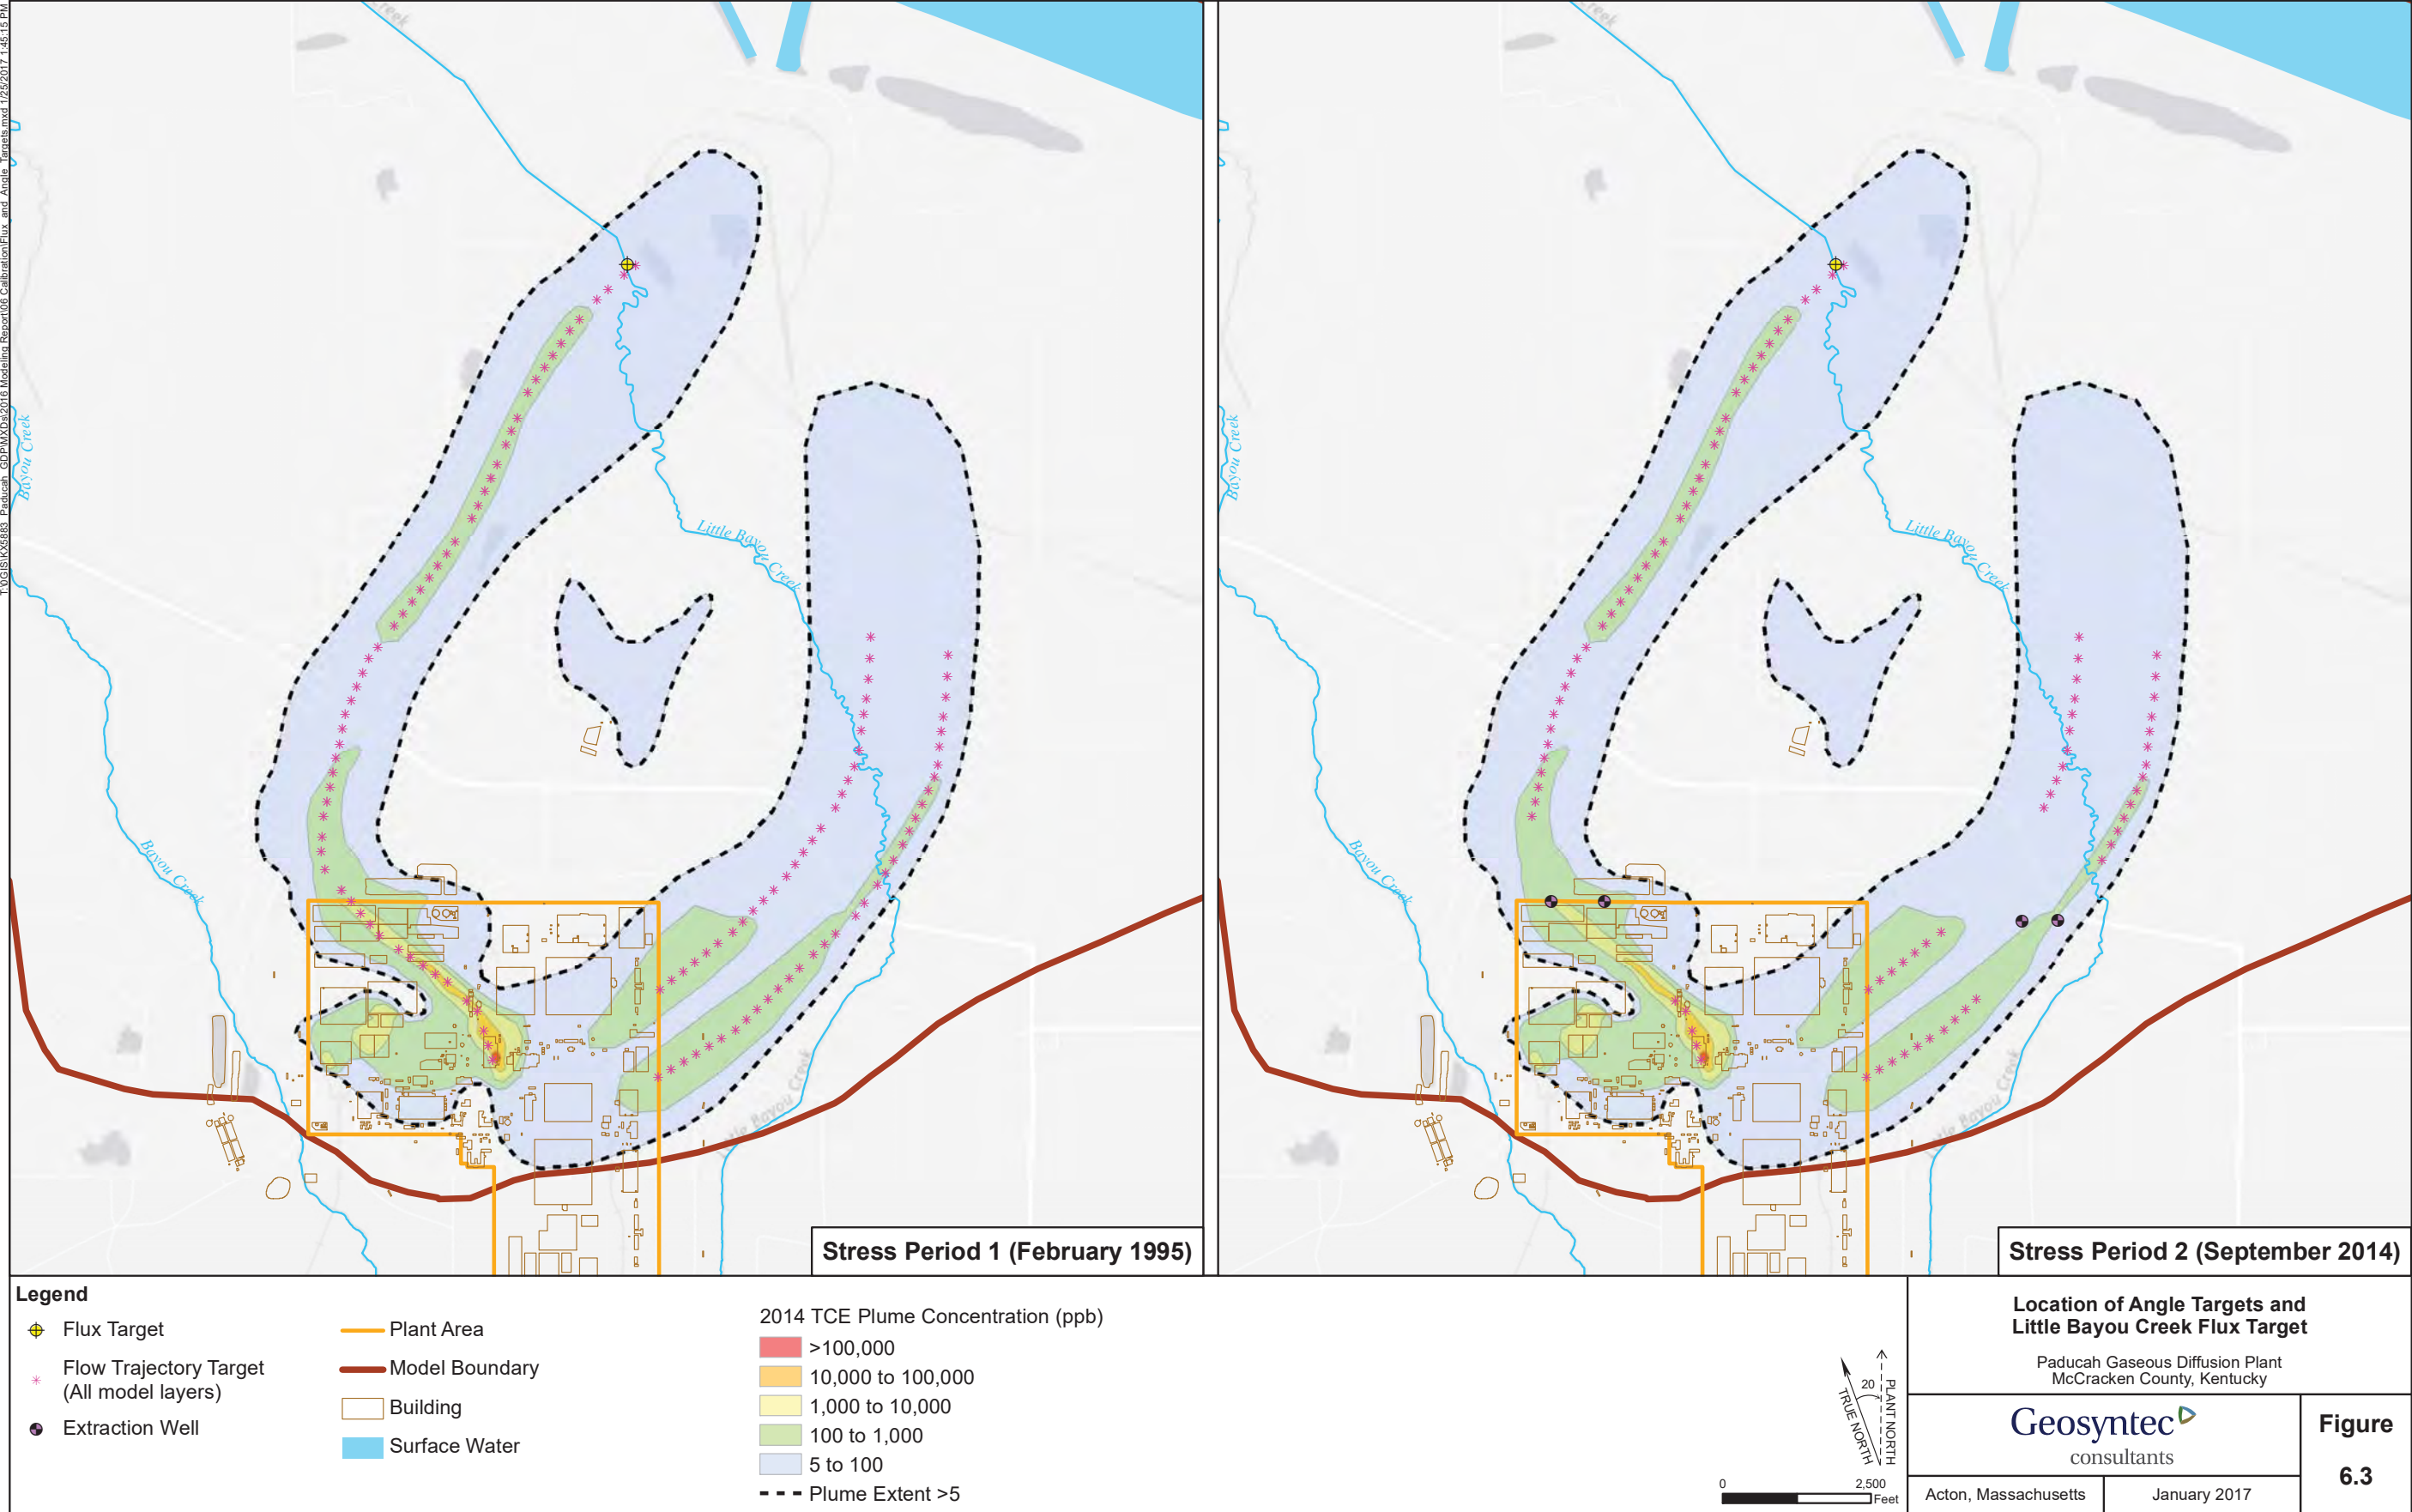 T:\0GIS\KX5883_Paducah_GDP\MXDs\2016 Modeling Report\06 Calibration\Flux_and_Angle_Targets.mxd 1/25/2017 1:45:15 PM
Creek
Bayou Creek
Little Bayou
Creek
Bayou Creek
Bayou Creek
Stress Period 1 (February 1995)
Creek
Bayou Creek
Little Bayou
Creek
Bayou Creek
Bayou Creek
Stress Period 2 (September 2014)
Legend
Flux Target
Flow Trajectory Target
(All model layers)
Extraction Well
Plant Area
Model Boundary
Building
Surface Water
2014 TCE Plume Concentration (ppb)
>100,000
10,000 to 100,000
1,000 to 10,000
100 to 1,000
5 to 100
Plume Extent >5
20
TRUE NORTH
PLANT NORTH
0 2,500
Feet
Location of Angle Targets and
Little Bayou Creek Flux Target
Paducah Gaseous Diffusion Plant
McCracken County, Kentucky
Geosyntec
consultants
Acton, Massachusetts
January 2017
Figure
6.3